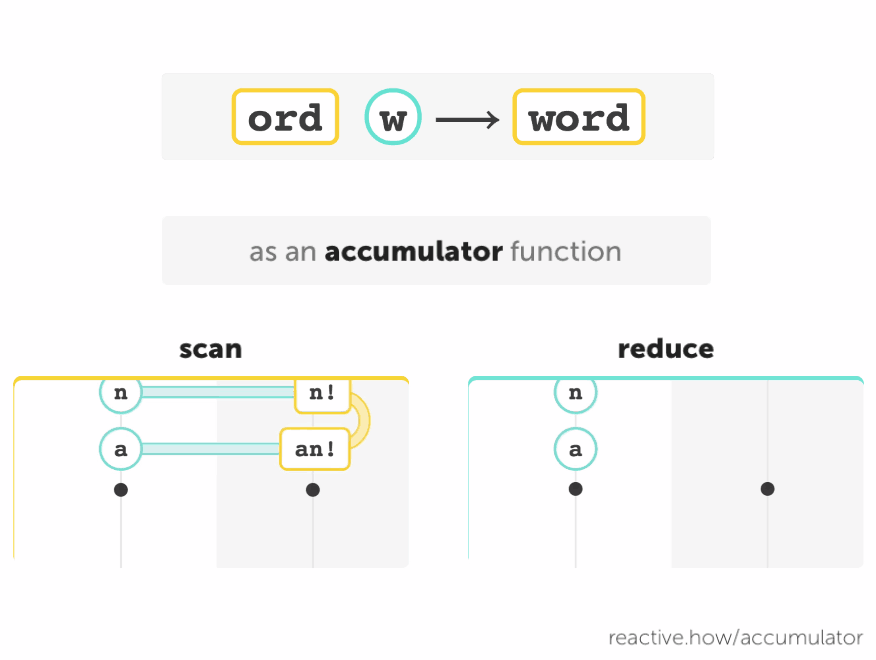 ord w → word
as an accumulator function
scan
reduce
n n!
a an!
n
a
reactive.how/accumulator